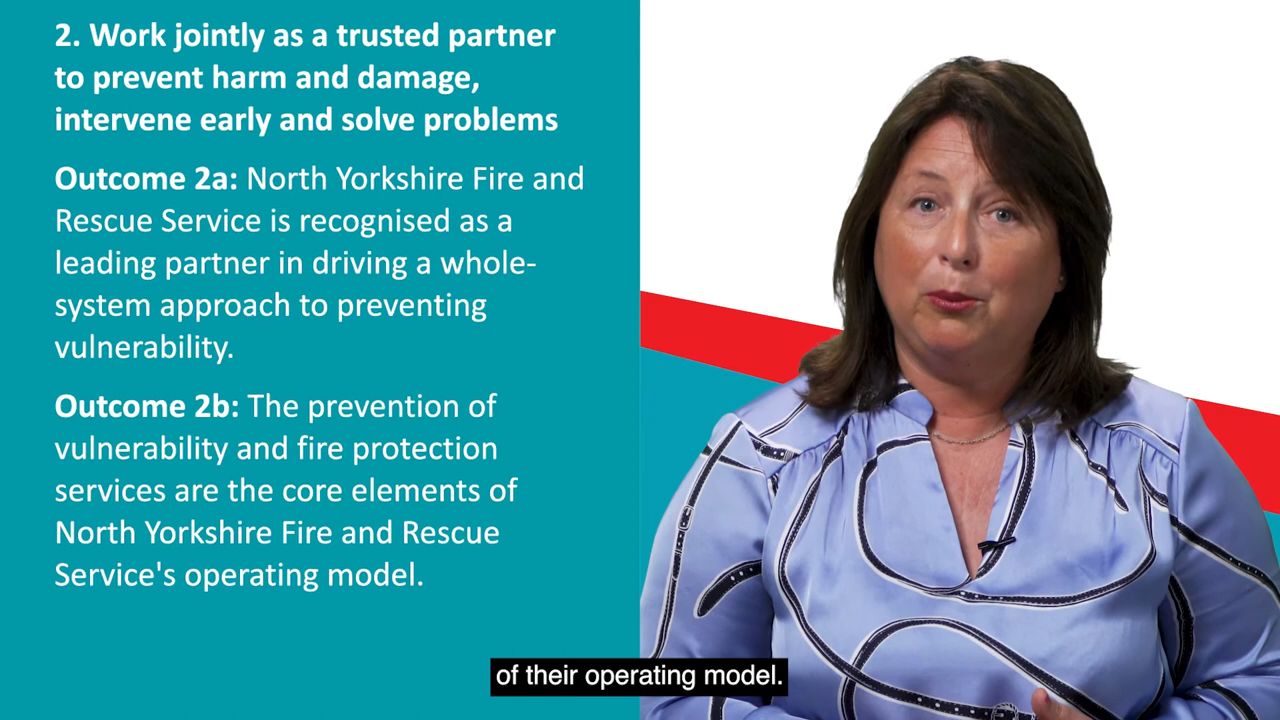 2. Work jointly as a trusted partner
to prevent harm and damage,
intervene early and solve problems
Outcome 2a: North Yorkshire Fire and
Rescue Service is recognised as a
leading partner in driving a whole-
system approach to preventing
vulnerability.
Outcome 2b: The prevention of
vulnerability and fire protection
services are the core elements of
North Yorkshire Fire and Rescue
Service's operating model.
of their operating model.